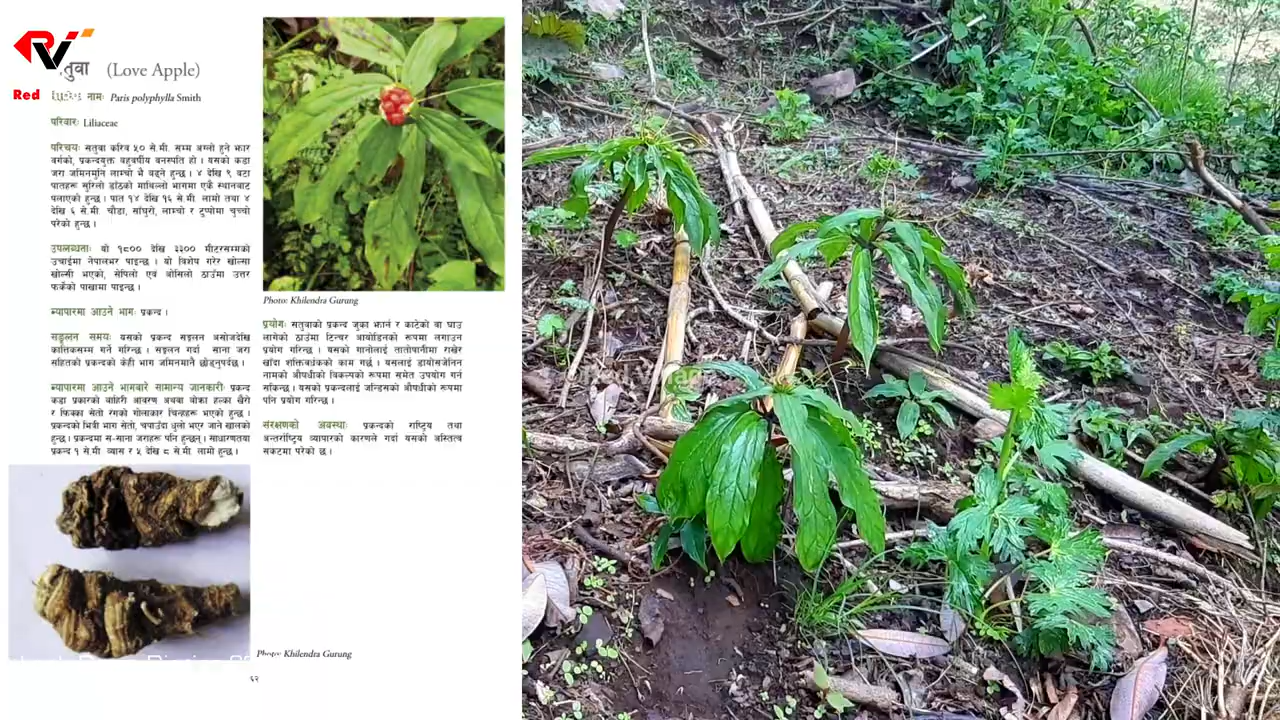 Red
सतुवा (Love Apple)
नामः Paris polyphylla Smith
परिवारः Liliaceae
परिचयः सतुवा करिव ५० से.मी. सम्म अग्लो हुने झार
वर्गको, प्रकन्दयुक्त बहुवर्षीय वनस्पति हो । यसको कडा
जरा जमिनमुनि लाम्चो भै बढ्ने हुन्छ । ४ देखि ९ वटा
पातहरू सुरिलो डाँठको माथिल्लो भागमा एकै स्थानबाट
पलाएको हुन्छ । पात १४ देखि १६ से.मी. लामो तथा ४
देखि ६ से.मी. चौडा, साँघुरो, लाम्चो र टुप्पोमा चुच्चो
परेको हुन्छ ।
उपलब्धताः यो १८०० देखि ३३०० मीटरसम्मको
उचाईमा नेपालभर पाइन्छ । यो विशेष गरेर खोल्सा
खोल्सी भएको, सेपिलो एवं ओसिलो ठाउँमा उत्तर
फर्केको पाखामा पाइन्छ ।
ब्यापारमा आउने भागः प्रकन्द ।
सङ्कलन समयः यसको प्रकन्द सङ्कलन असोजदेखि
कात्तिकसम्म गर्ने गरिन्छ । सङ्कलन गर्दा साना जरा
सहितको प्रकन्दको केही भाग जमिनमानै छोड्नुपर्दछ ।
ब्यापारमा आउने भागबारे सामान्य जानकारीः प्रकन्द
कडा प्रकारको बाहिरी आवरण अथवा बोक्रा हल्का खैरो
र फिक्का सेतो रंगको गोलाकार चिन्हहरू भएको हुन्छ ।
प्रकन्दको भित्री भाग सेतो, चपाउँदा धुलो भएर जाने खालको
हुन्छ । प्रकन्दमा स-साना जराहरू पनि हुन्छन् । साधारणतया
प्रकन्द १ से.मी. व्यास र ५ देखि ८ से.मी. लामो हुन्छ ।
Photo: Khilendra Gurung
प्रयोगः सतुवाको प्रकन्द जुका झार्न र काटेको वा घाउ
लागेको ठाउँमा टिन्चर आयोडिनको रूपमा लगाउन
प्रयोग गरिन्छ । यसको गानोलाई तातोपानीमा राखेर
खाँदा शक्तिवर्धकको काम गर्छ । यसलाई डायोसजेनिन
नामको औषधीको विकल्पको रूपमा समेत उपयोग गर्न
सकिन्छ । यसको प्रकन्दलाई जन्डिसको औषधीको रूपमा
पनि प्रयोग गरिन्छ ।
संरक्षणको अवस्थाः प्रकन्दको राष्ट्रिय तथा
अन्तर्राष्ट्रिय व्यापारको कारणले गर्दा यसको अस्तित्व
सकटमा परेको छ ।
Photo: Khilendra Gurung
६२